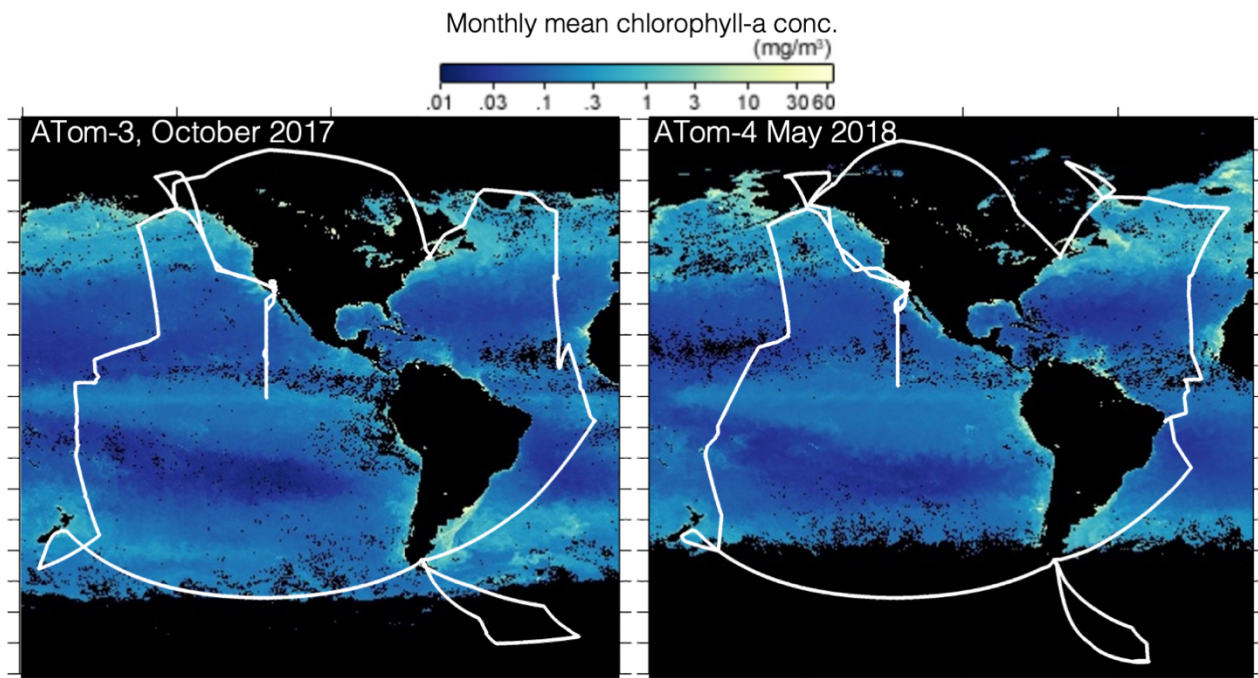 Monthly mean chlorophyll-a conc.
(mg/m³)
.01 .03 .1 .3 1 3 10 30 60
ATom-3, October 2017
ATom-4 May 2018